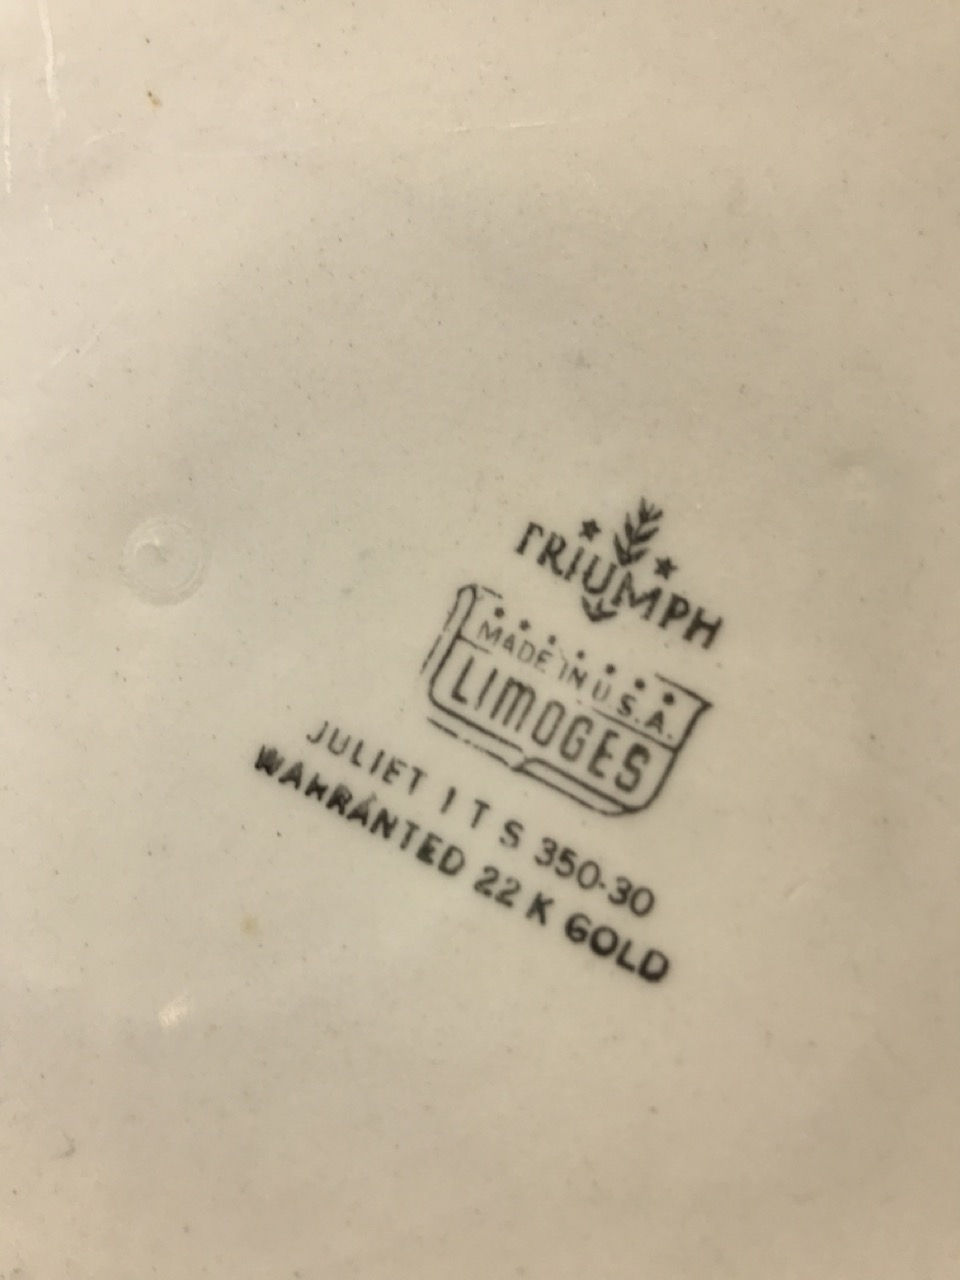 TRIUMPH
MADE IN U.S.A.
LIMOGES
JULIET I T S 350-30
WARRANTED 22 K GOLD